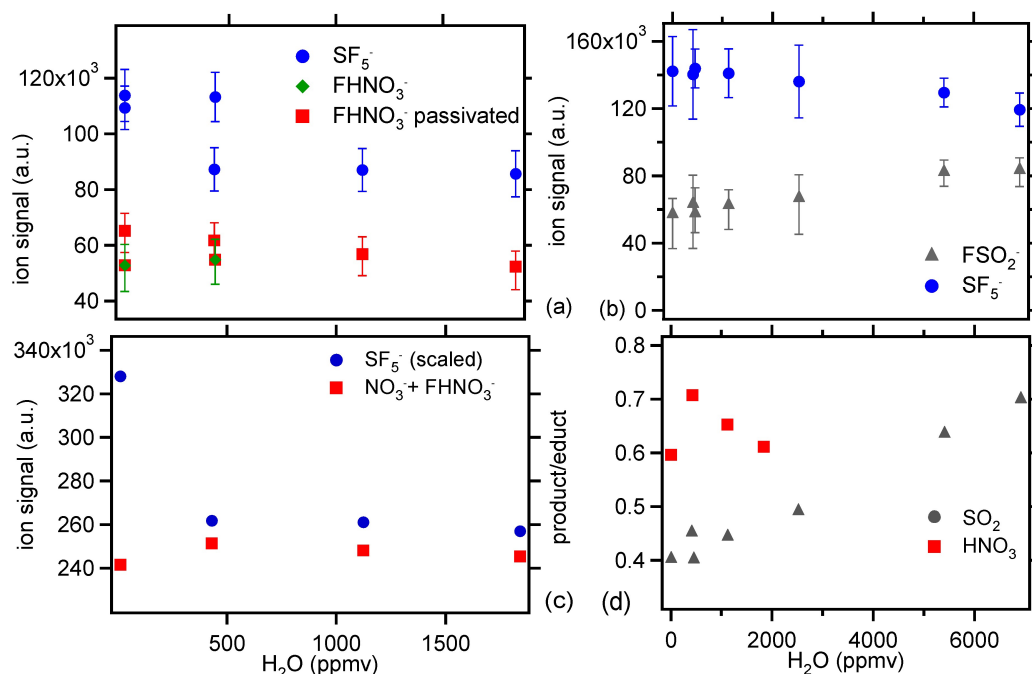 120x10³
100
80
60
40
ion signal (a.u.)
SF₅⁻
FHNO₃⁻
FHNO₃⁻ passivated
(a)
160x10³
120
80
40
0
ion signal (a.u.)
FSO₂⁻
SF₅⁻
(b)
340x10³
320
300
280
260
240
ion signal (a.u.)
SF₅⁻ (scaled)
NO₃⁻+ FHNO₃⁻
(c)
500
1000
1500
H₂O (ppmv)
0.8
0.7
0.6
0.5
0.4
product/educt
SO₂
HNO₃
(d)
0
2000
4000
6000
H₂O (ppmv)